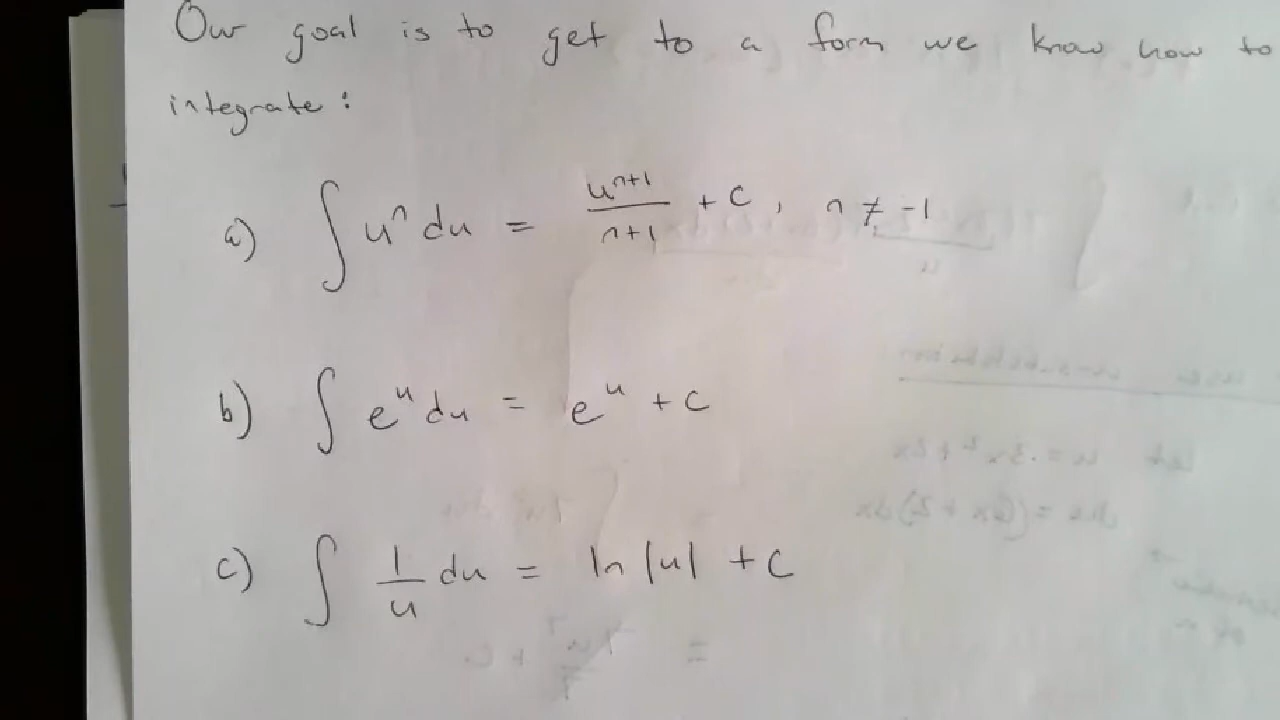 Our goal is to get to a form we know how to
integrate:
a) ∫ uⁿ du = uⁿ⁺¹/n+1 + C, n ≠ -1
b) ∫ eᵘ du = eᵘ + C
c) ∫ 1/u du = ln |u| + C